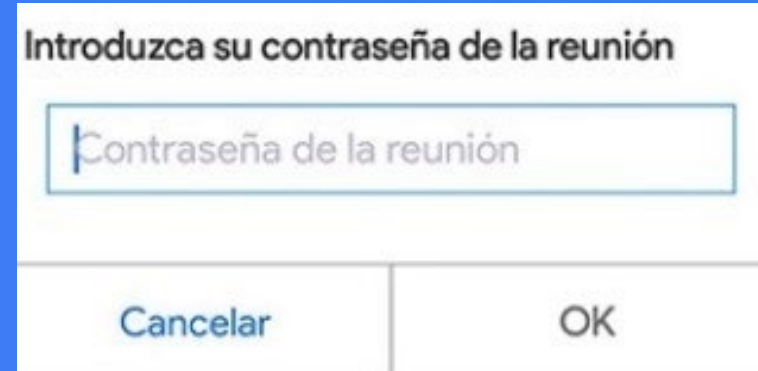 Introduzca su contraseña de la reunión
Contraseña de la reunión
Cancelar
OK